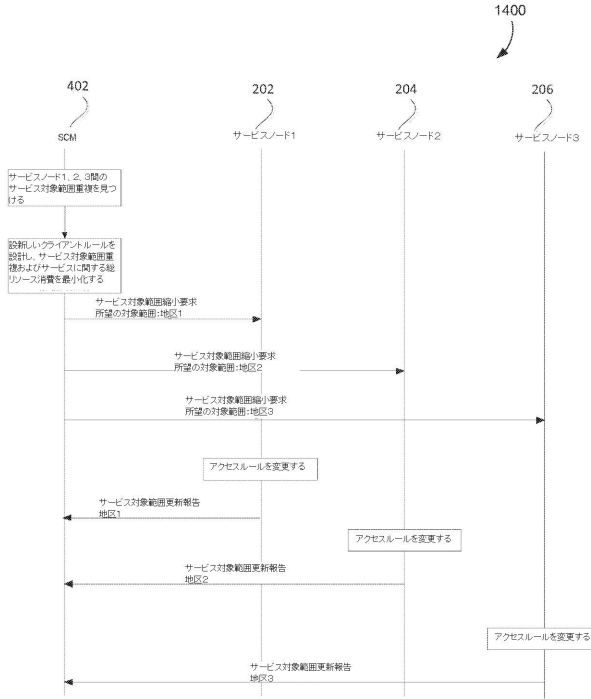 1400
402
202
204
206
SCM
サービスノード1
サービスノード2
サービスノード3
サービスノード1、2、3間の
サービス対象範囲重複を見つ
ける
設新しいクライアントルールを
設計し、サービス対象範囲重
複およびサービスに関する総
リソース消費を最小化する
サービス対象範囲縮小要求
所望の対象範囲:地区1
サービス対象範囲縮小要求
所望の対象範囲:地区2
サービス対象範囲縮小要求
所望の対象範囲:地区3
アクセスルールを変更する
サービス対象範囲更新報告
地区1
アクセスルールを変更する
サービス対象範囲更新報告
地区2
アクセスルールを変更する
サービス対象範囲更新報告
地区3